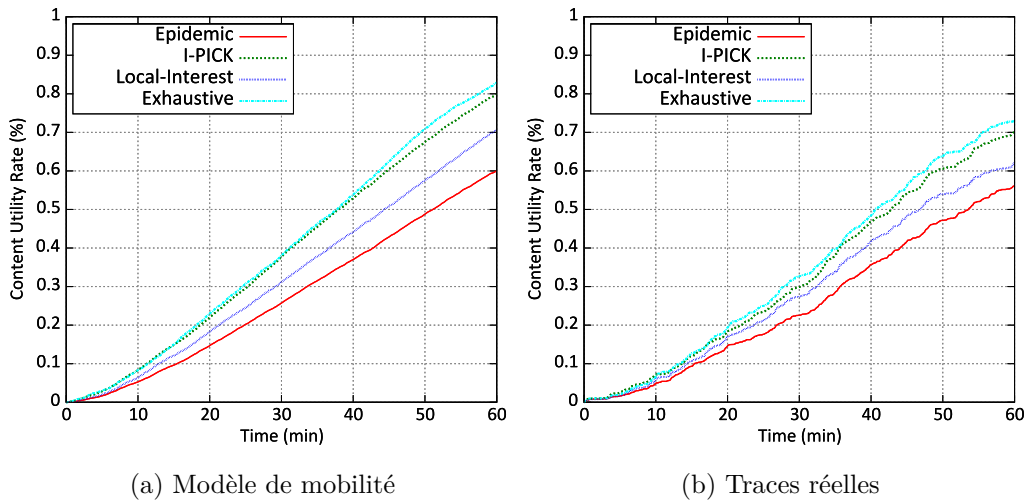 1
0.9
0.8
0.7
0.6
0.5
0.4
0.3
0.2
0.1
0
Content Utility Rate (%)
Epidemic
I-PICK
Local-Interest
Exhaustive
0 10 20 30 40 50 60
Time (min)
(a) Modèle de mobilité
1
0.9
0.8
0.7
0.6
0.5
0.4
0.3
0.2
0.1
0
Content Utility Rate (%)
Epidemic
I-PICK
Local-Interest
Exhaustive
0 10 20 30 40 50 60
Time (min)
(b) Traces réelles